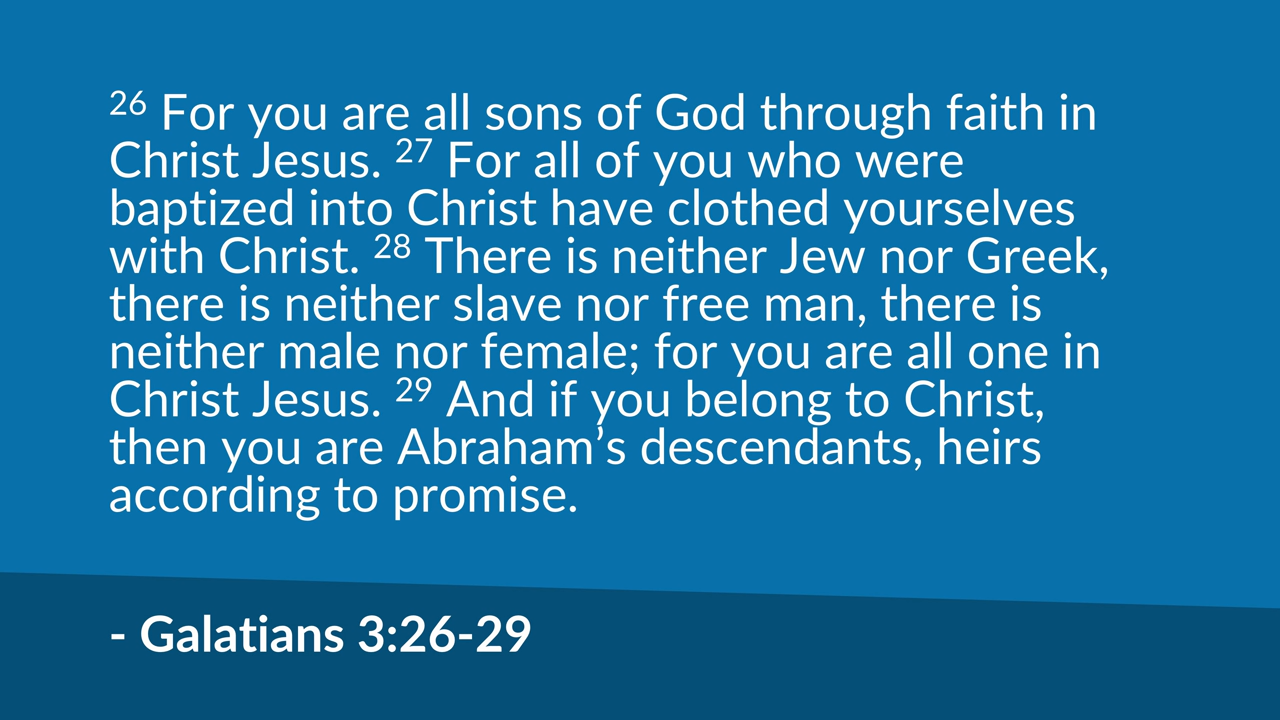 26 For you are all sons of God through faith in
Christ Jesus. 27 For all of you who were
baptized into Christ have clothed yourselves
with Christ. 28 There is neither Jew nor Greek,
there is neither slave nor free man, there is
neither male nor female; for you are all one in
Christ Jesus. 29 And if you belong to Christ,
then you are Abraham’s descendants, heirs
according to promise.
- Galatians 3:26-29